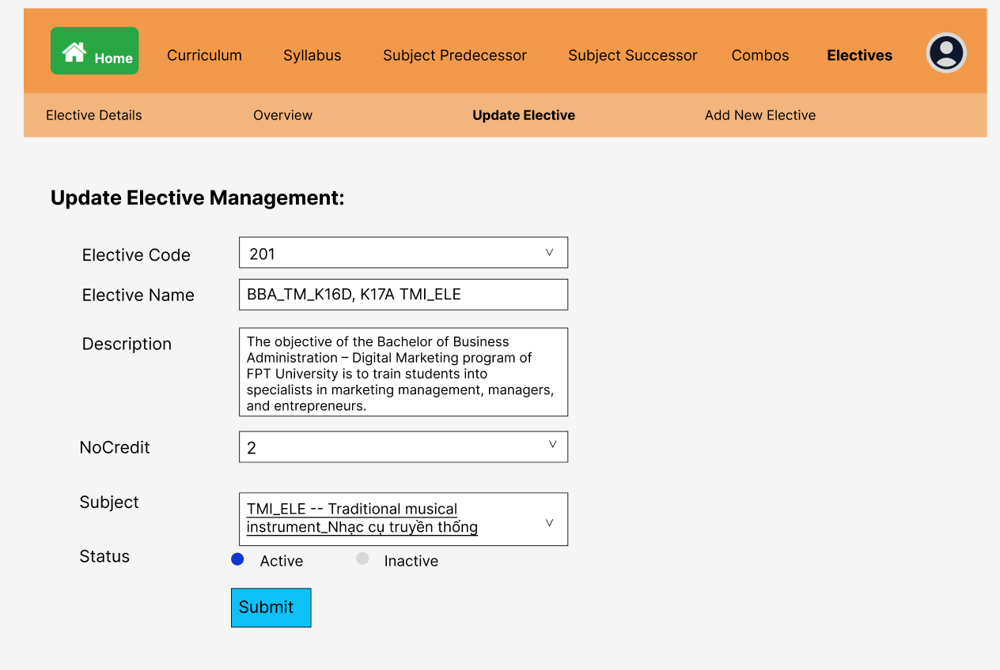 Home Curriculum Syllabus Subject Predecessor Subject Successor Combos Electives
Elective Details Overview Update Elective Add New Elective
Update Elective Management:
Elective Code 201
Elective Name BBA_TM_K16D, K17A TMI_ELE
Description
The objective of the Bachelor of Business
Administration – Digital Marketing program of
FPT University is to train students into
specialists in marketing management, managers,
and entrepreneurs.
NoCredit 2
Subject
TMI_ELE -- Traditional musical
instrument_Nhạc cụ truyền thống
Status Active Inactive
Submit